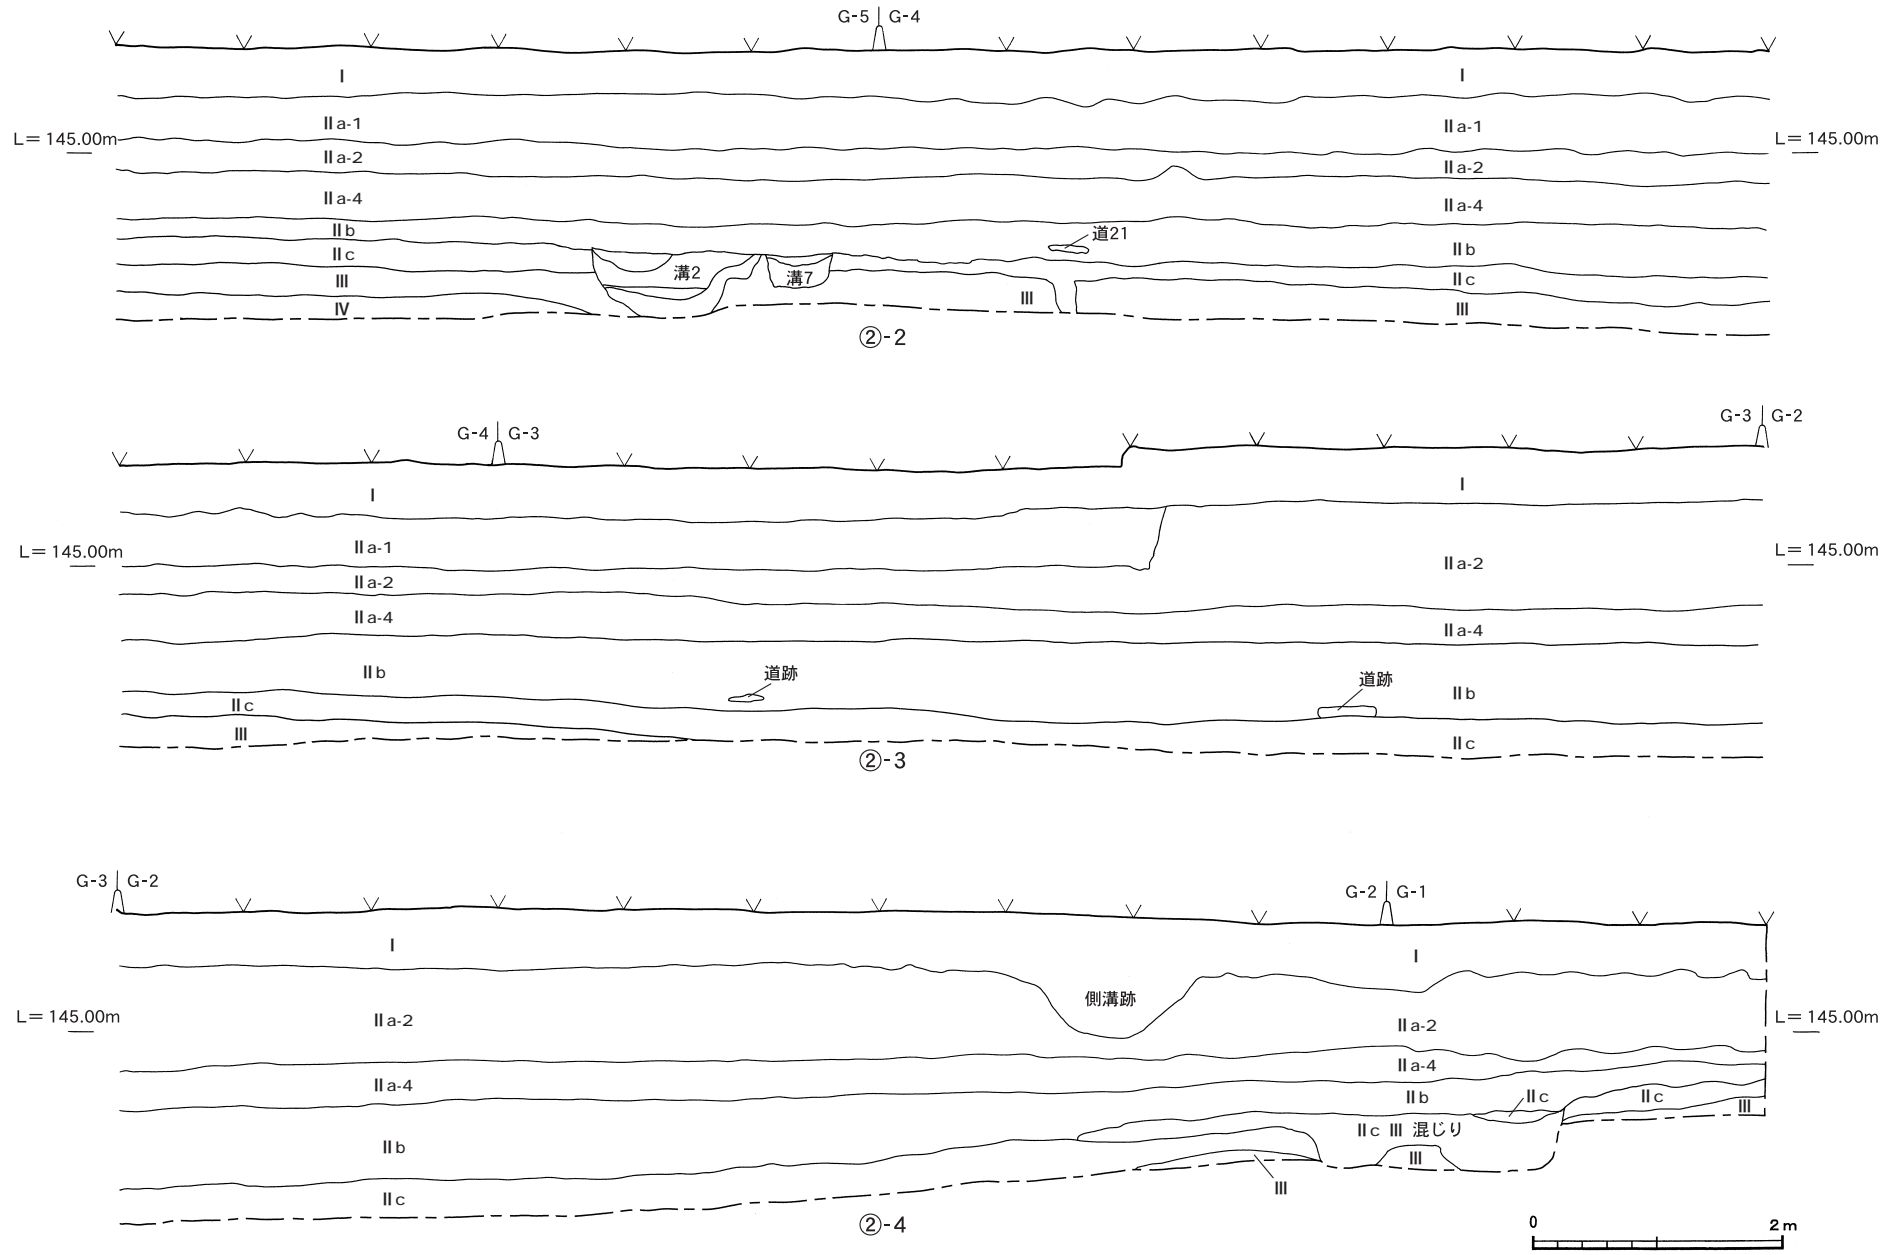 G-5 G-4
I I
Ⅱa-1 Ⅱa-1
L= 145.00m L= 145.00m
Ⅱa-2 Ⅱa-2
Ⅱa-4 Ⅱa-4
Ⅱb 道21 Ⅱb
Ⅱc 溝2 溝7 Ⅱc
Ⅲ Ⅲ Ⅲ
Ⅳ
②-2
G-4 G-3 G-3 G-2
I I
Ⅱa-1
L= 145.00m L= 145.00m
Ⅱa-2 Ⅱa-2
Ⅱa-4 Ⅱa-4
Ⅱb 道跡 道跡 Ⅱb
Ⅱc
Ⅲ Ⅱc
②-3
G-3 G-2 G-2 G-1
I I
側溝跡
L= 145.00m L= 145.00m
Ⅱa-2 Ⅱa-2
Ⅱa-4 Ⅱa-4
Ⅱb Ⅱc Ⅱc Ⅲ
Ⅱc Ⅲ 混じり
Ⅱb Ⅲ
Ⅱc Ⅲ
②-4
0 2m